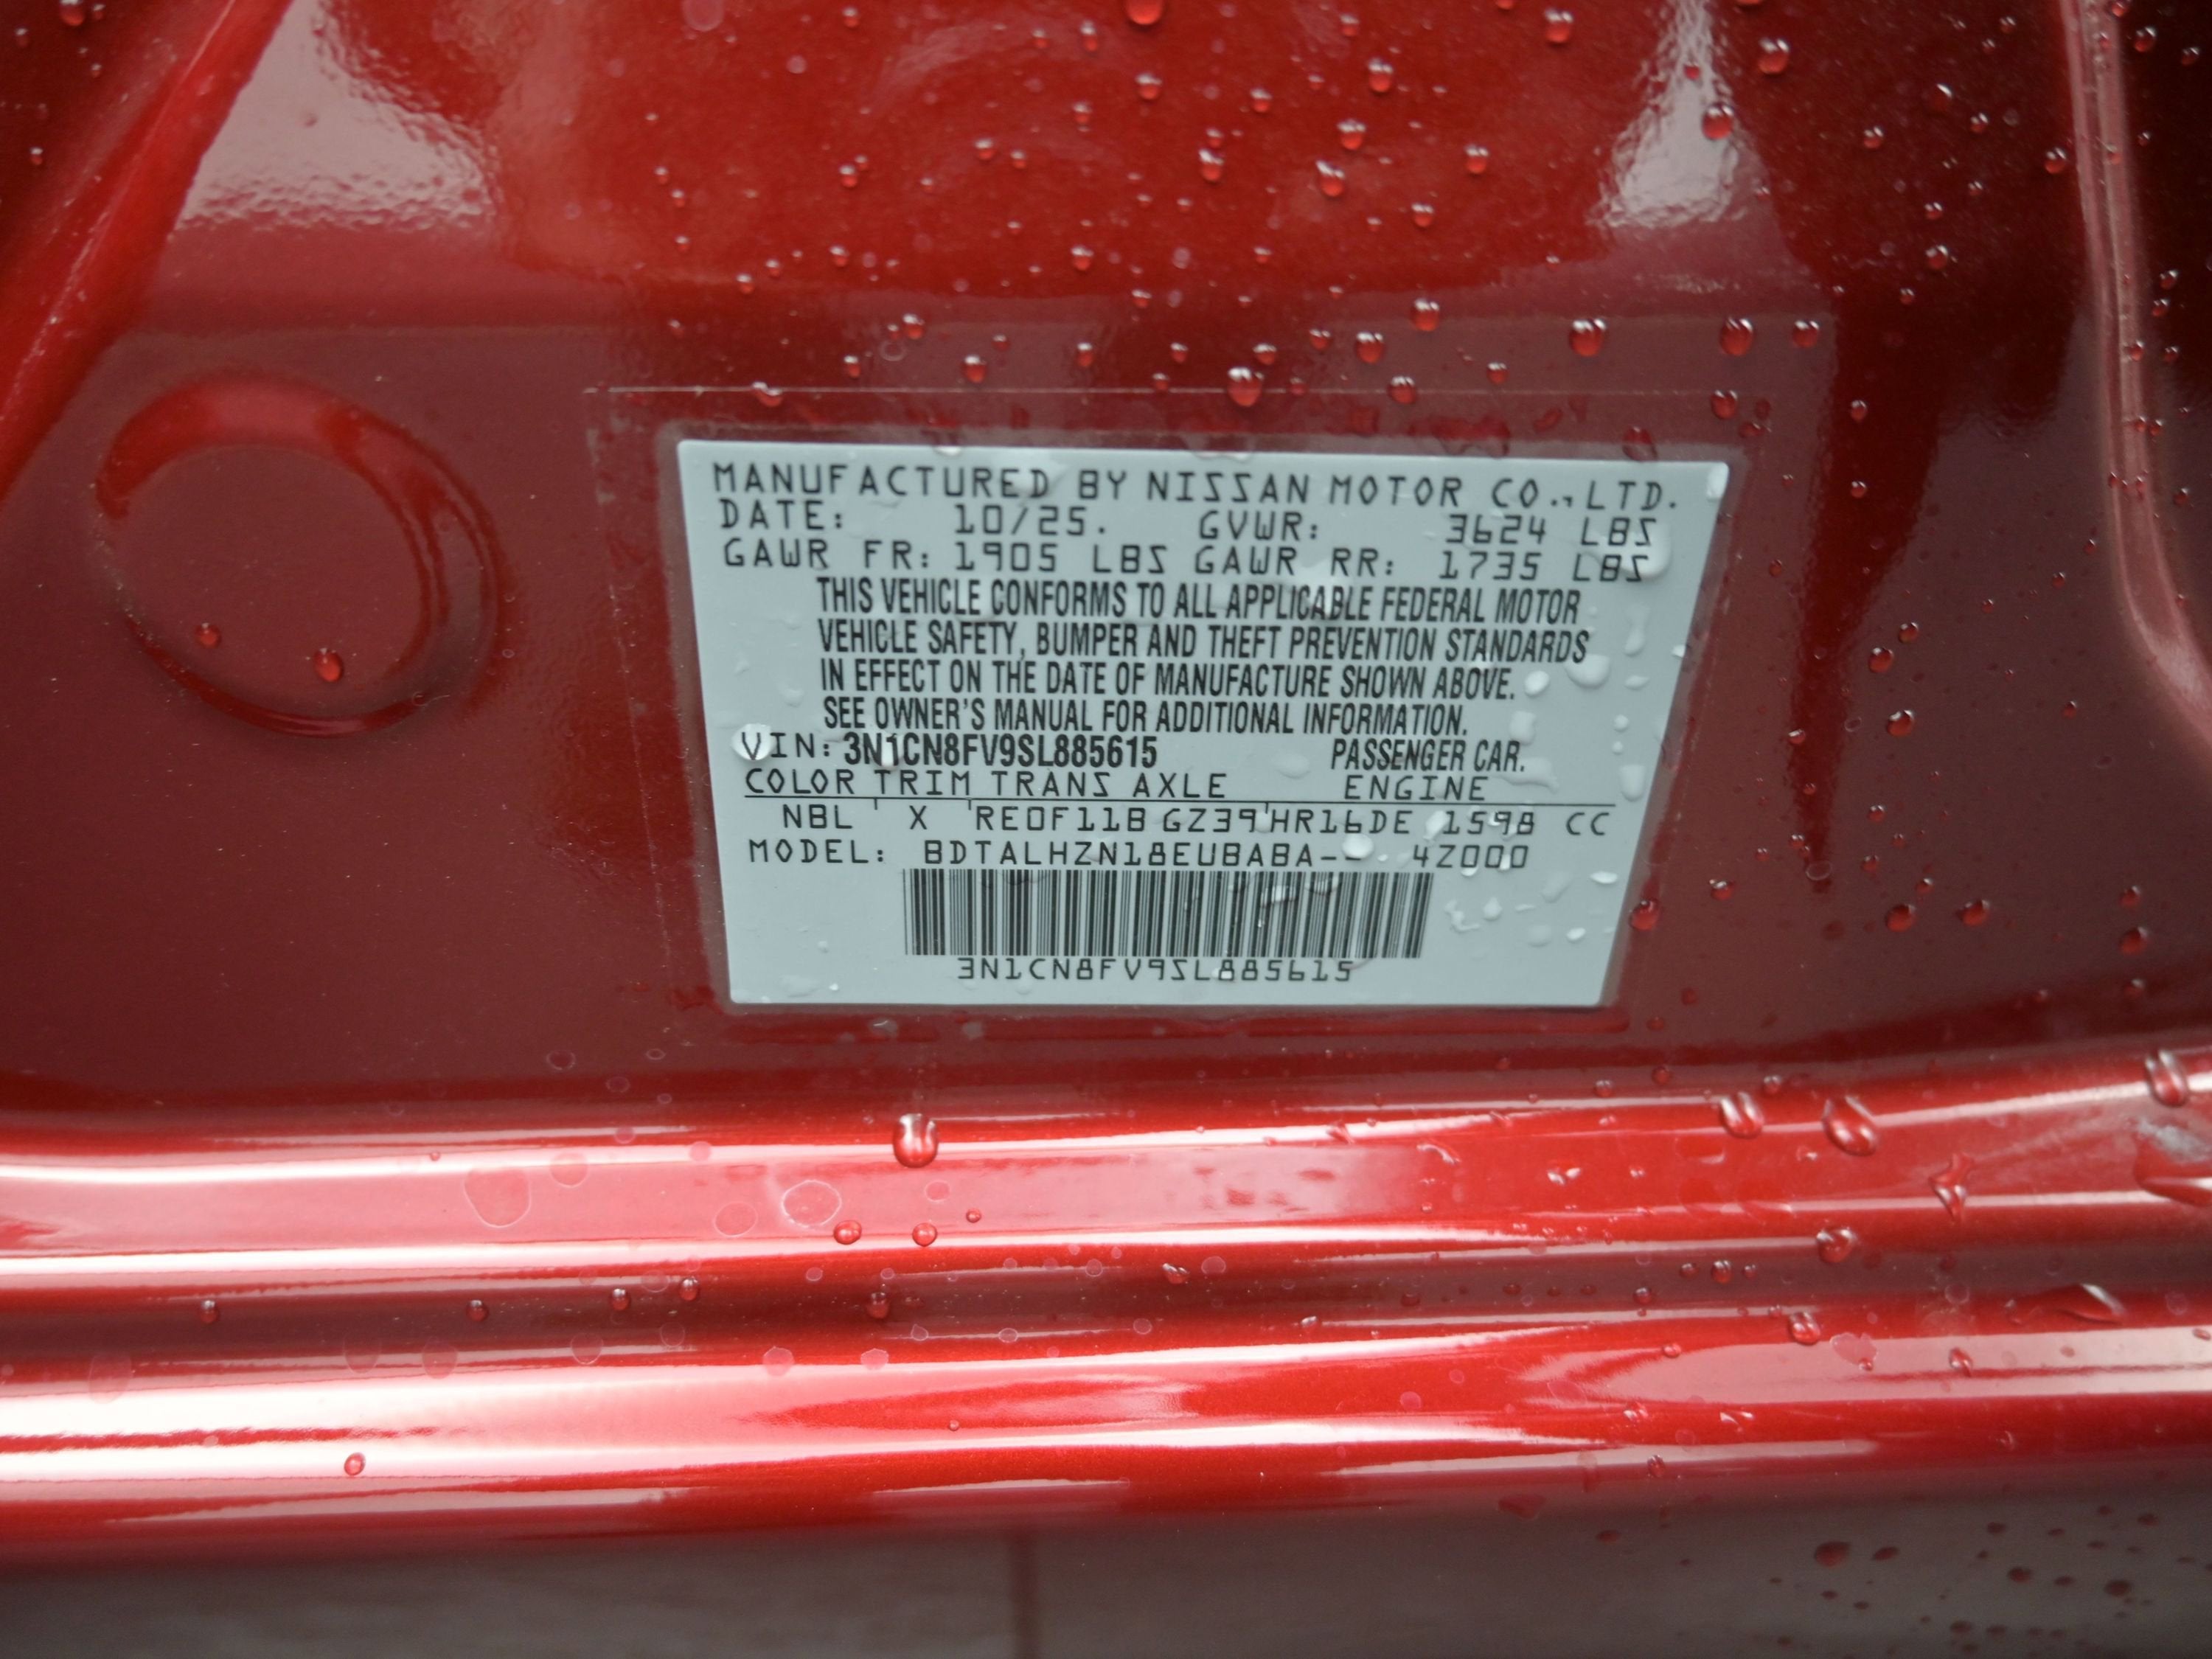 MANUFACTURED BY NISSAN MOTOR CO., LTD.
DATE: 10/25. GVWR: 3624 LBS
GAWR FR: 1905 LBS GAWR RR: 1735 LBS
THIS VEHICLE CONFORMS TO ALL APPLICABLE FEDERAL MOTOR
VEHICLE SAFETY, BUMPER AND THEFT PREVENTION STANDARDS
IN EFFECT ON THE DATE OF MANUFACTURE SHOWN ABOVE.
SEE OWNER'S MANUAL FOR ADDITIONAL INFORMATION.
VIN: 3N1CN8FV9SL885615 PASSENGER CAR.
COLOR TRIM TRANS AXLE ENGINE
NBL X RE0F11B GZ39 HR16DE 1598 CC
MODEL: BDTALHZN18EUBABA-- 4Z000
3N1CN8FV9SL885615